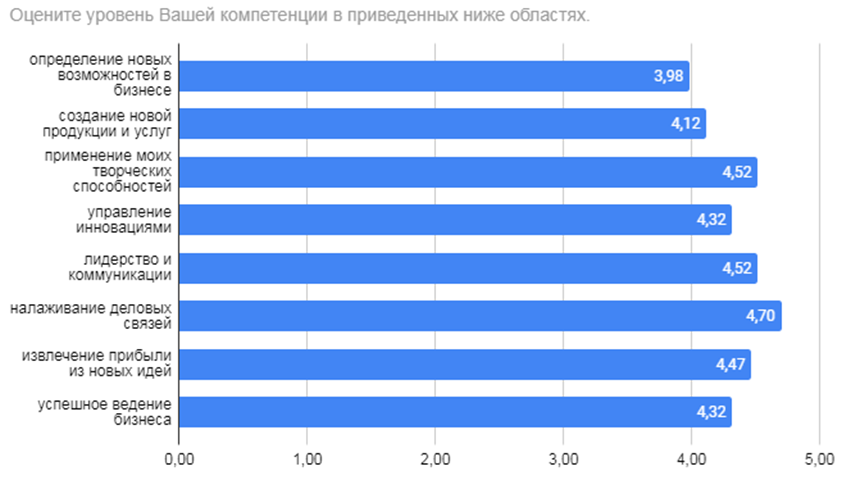 Оцените уровень Вашей компетенции в приведенных ниже областях.
определение новых
возможностей в
бизнесе
3,98
создание новой
продукции и услуг
4,12
применение моих
творческих
способностей
4,52
управление
инновациями
4,32
лидерство и
коммуникации
4,52
налаживание деловых
связей
4,70
извлечение прибыли
из новых идей
4,47
успешное ведение
бизнеса
4,32
0,00 1,00 2,00 3,00 4,00 5,00